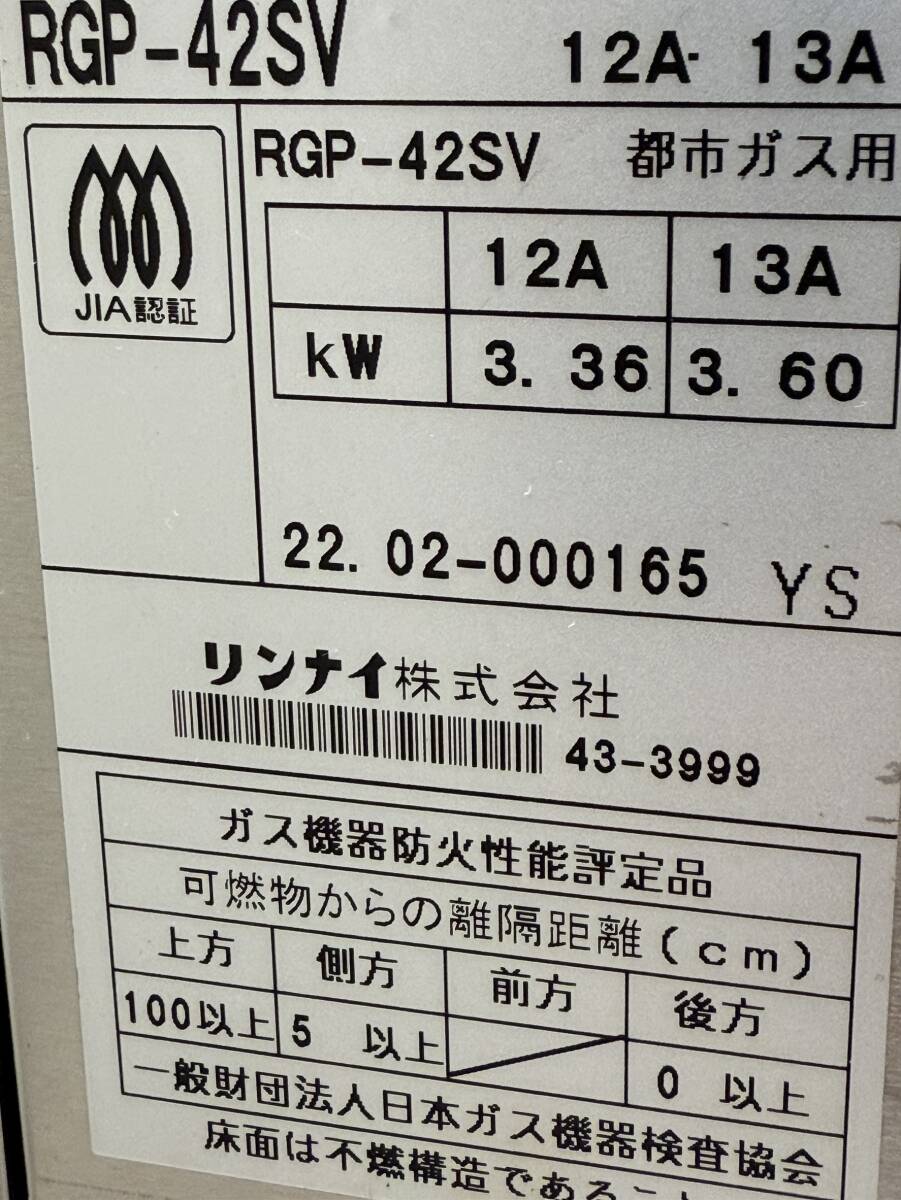 RGP-42SV 12A· 13A
JIA認証
RGP-42SV 都市ガス用
12A 13A
kW 3.36 3.60
22.02-000165 YS
リンナイ株式会社
43-3999
ガス機器防火性能評定品
可燃物からの離隔距離(cm)
上方 側方 前方 後方
100以上 5 以上 0 以上
一般財団法人日本ガス機器検査協会
床面は不燃構造であること